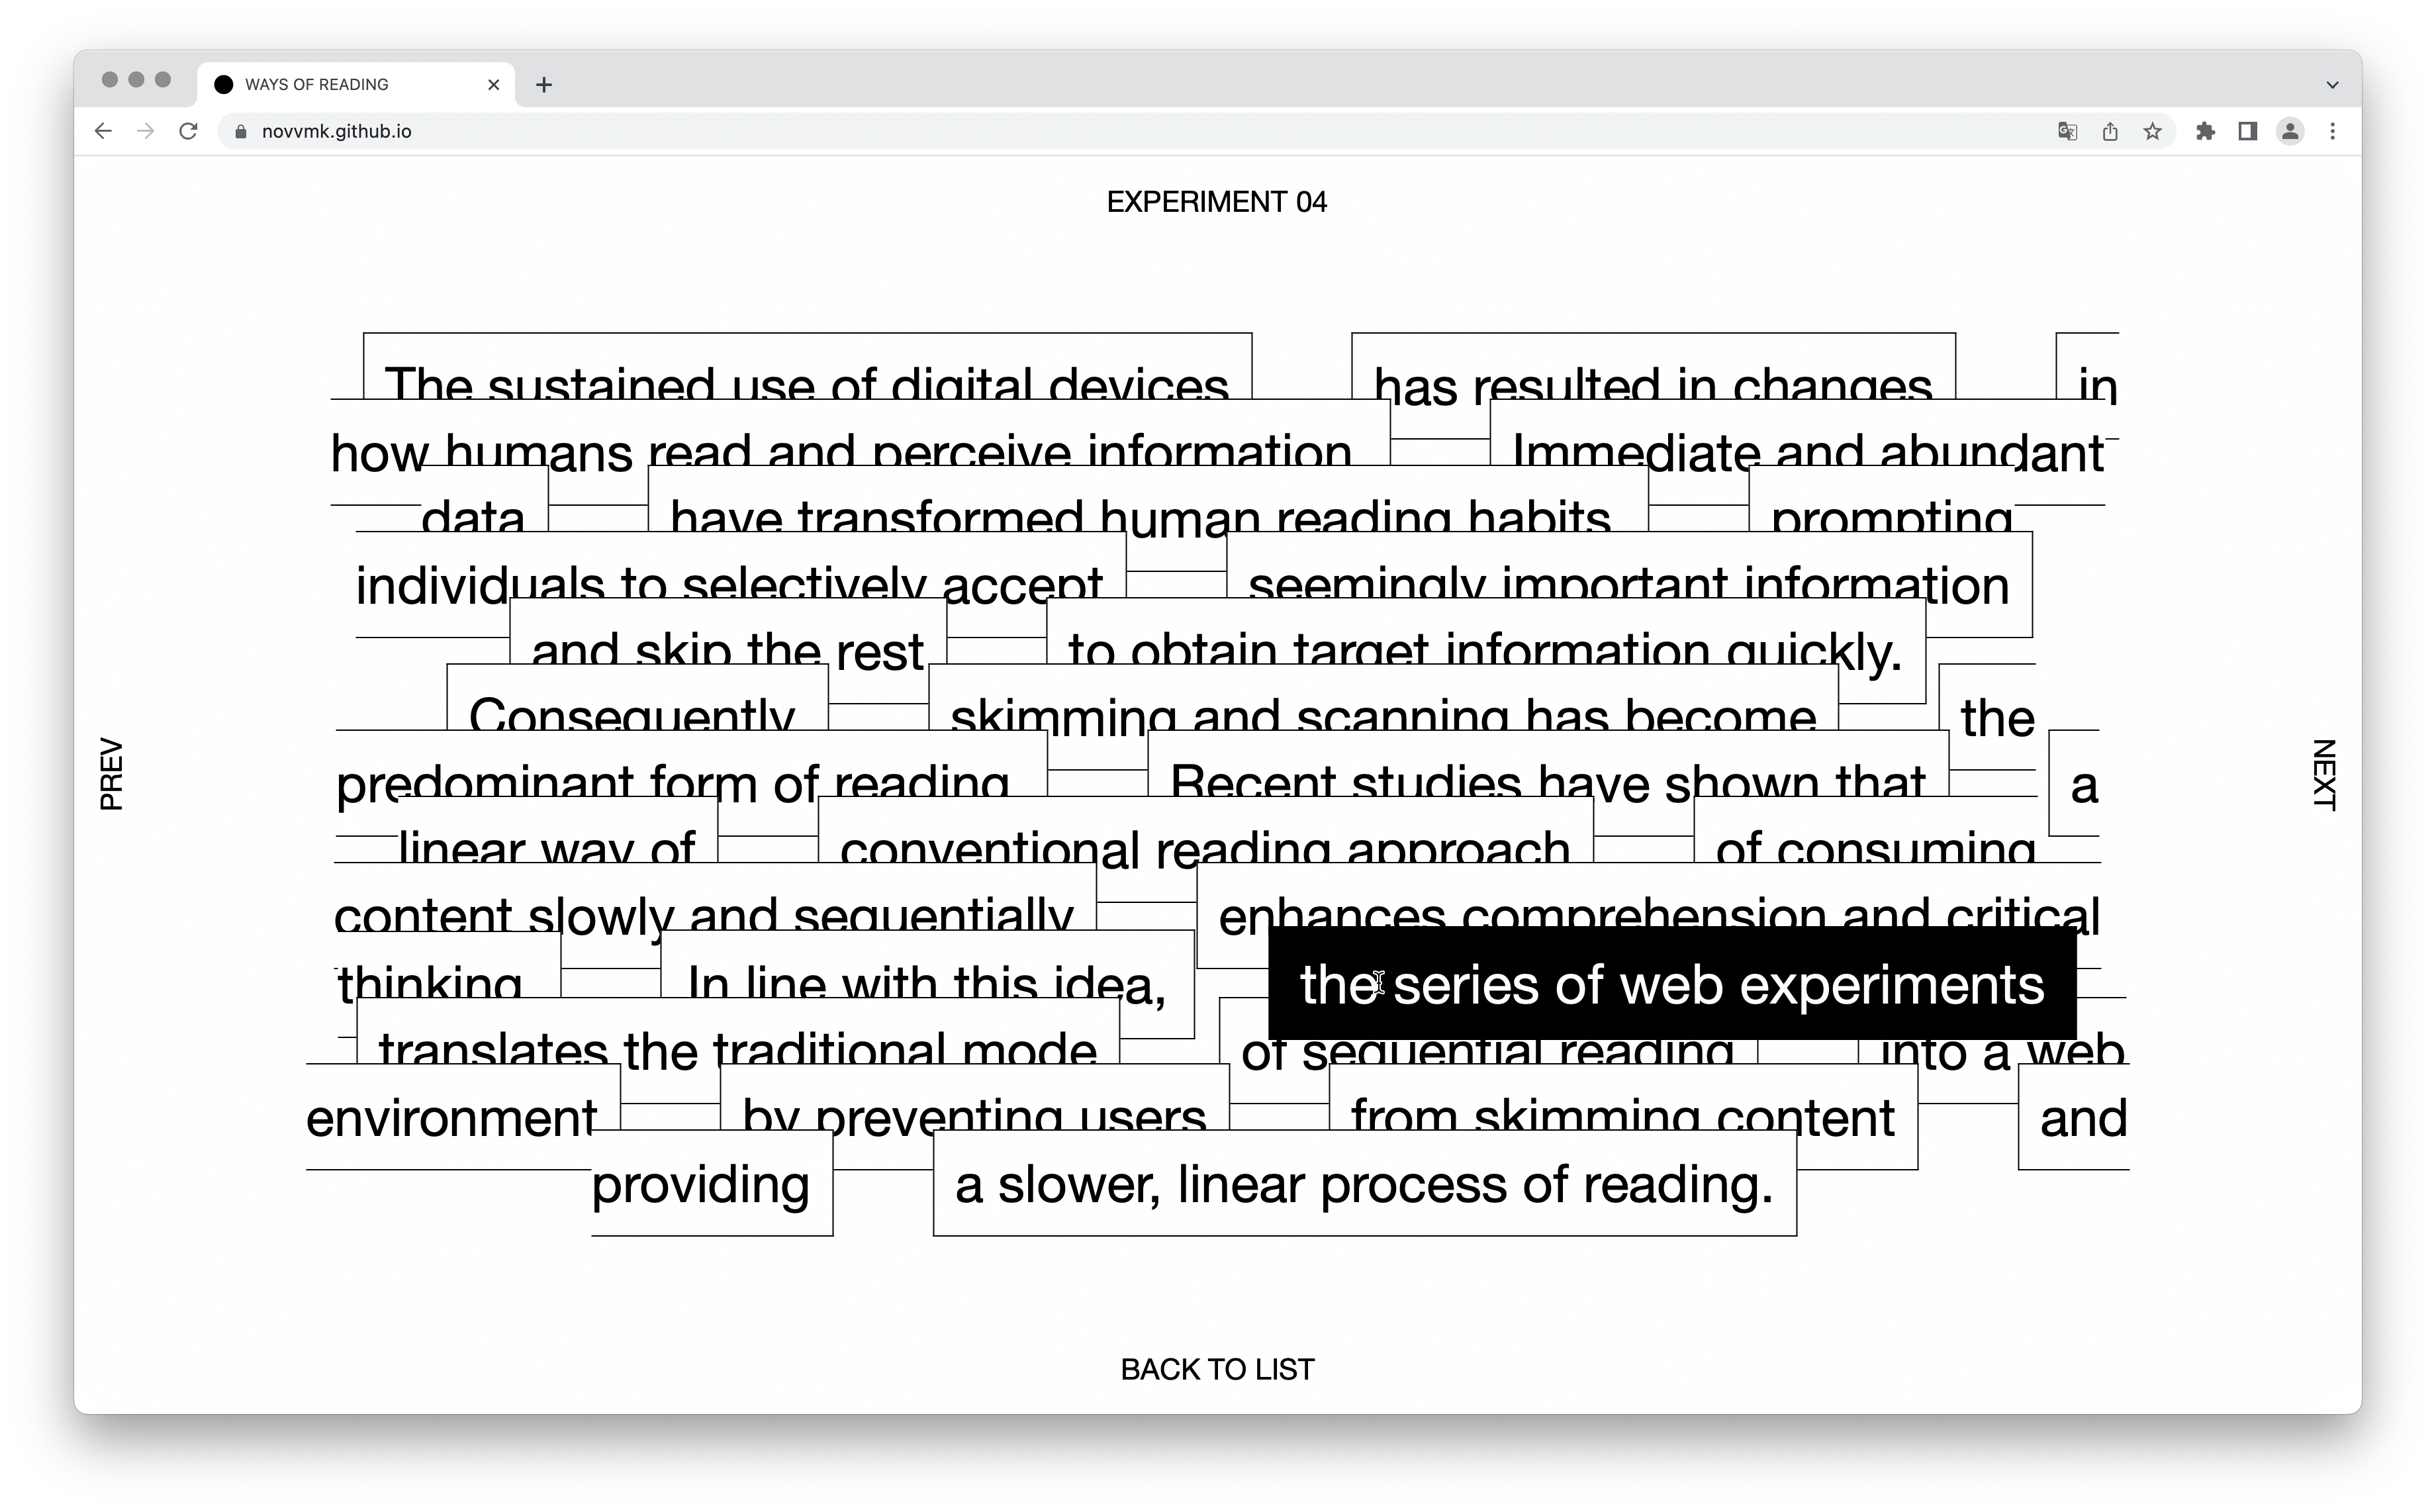 WAYS OF READING
novvmk.github.io
EXPERIMENT 04
The sustained use of digital devices has resulted in changes in
how humans read and perceive information Immediate and abundant
data have transformed human reading habits prompting
individuals to selectively accept seemingly important information
and skip the rest to obtain target information quickly.
Consequently skimming and scanning has become the
predominant form of reading Recent studies have shown that a
linear way of conventional reading approach of consuming
content slowly and sequentially enhances comprehension and critical
thinking In line with this idea, the series of web experiments
translates the traditional mode of sequential reading into a web
environment by preventing users from skimming content and
providing a slower, linear process of reading.
PREV
NEXT
BACK TO LIST